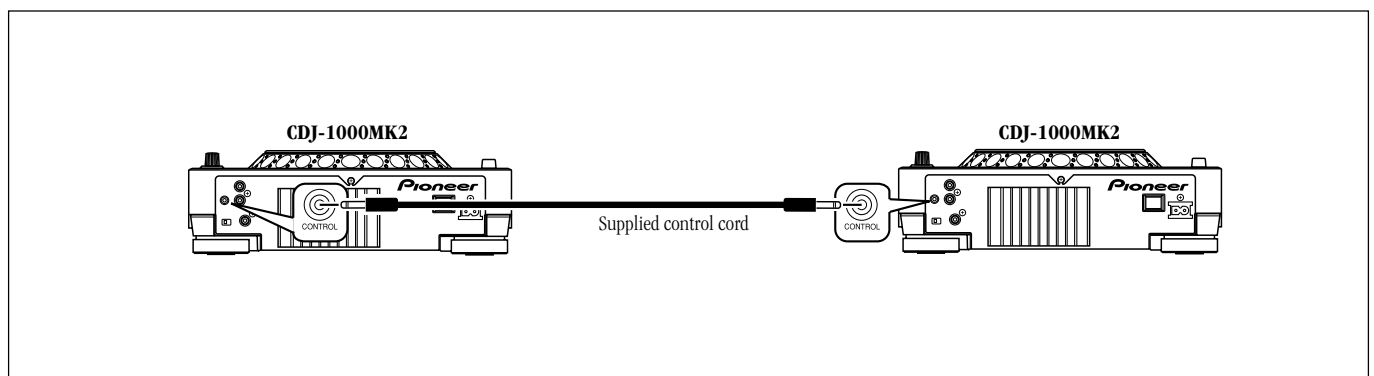 CDJ-1000MK2
CDJ-1000MK2
Pioneer
Pioneer
CONTROL
CONTROL
Supplied control cord